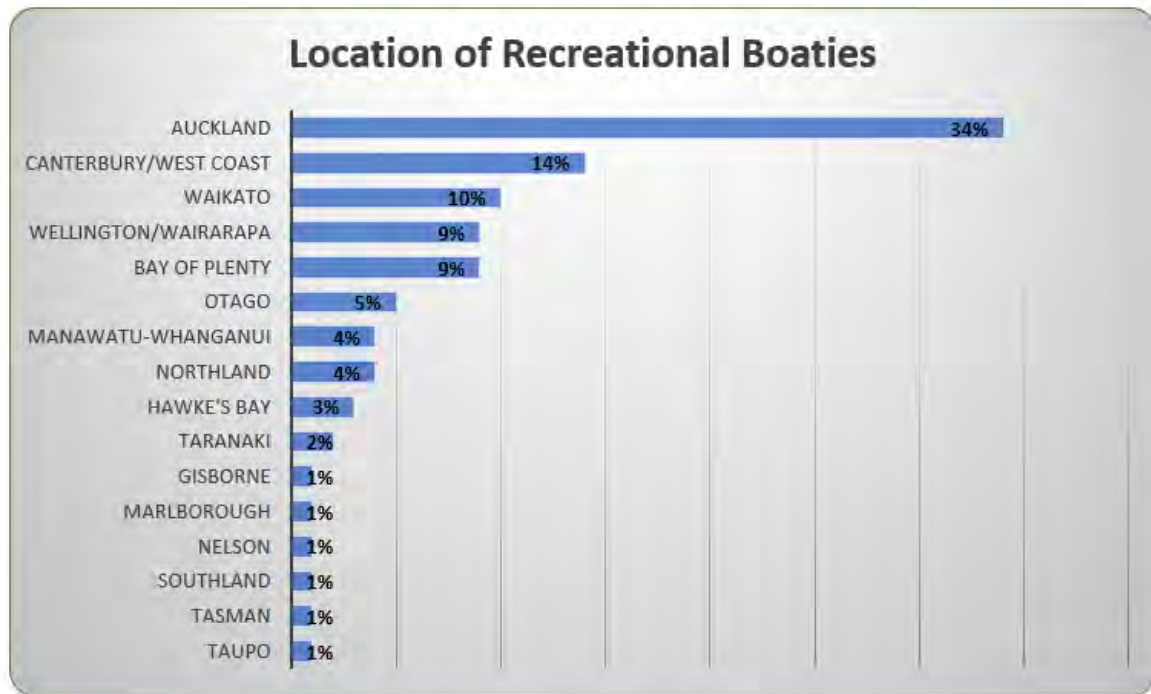 Location of Recreational Boaties
AUCKLAND 34%
CANTERBURY/WEST COAST 14%
WAIKATO 10%
WELLINGTON/WAIRARAPA 9%
BAY OF PLENTY 9%
OTAGO 5%
MANAWATU-WHANGANUI 4%
NORTHLAND 4%
HAWKE'S BAY 3%
TARANAKI 2%
GISBORNE 1%
MARLBOROUGH 1%
NELSON 1%
SOUTHLAND 1%
TASMAN 1%
TAUPO 1%